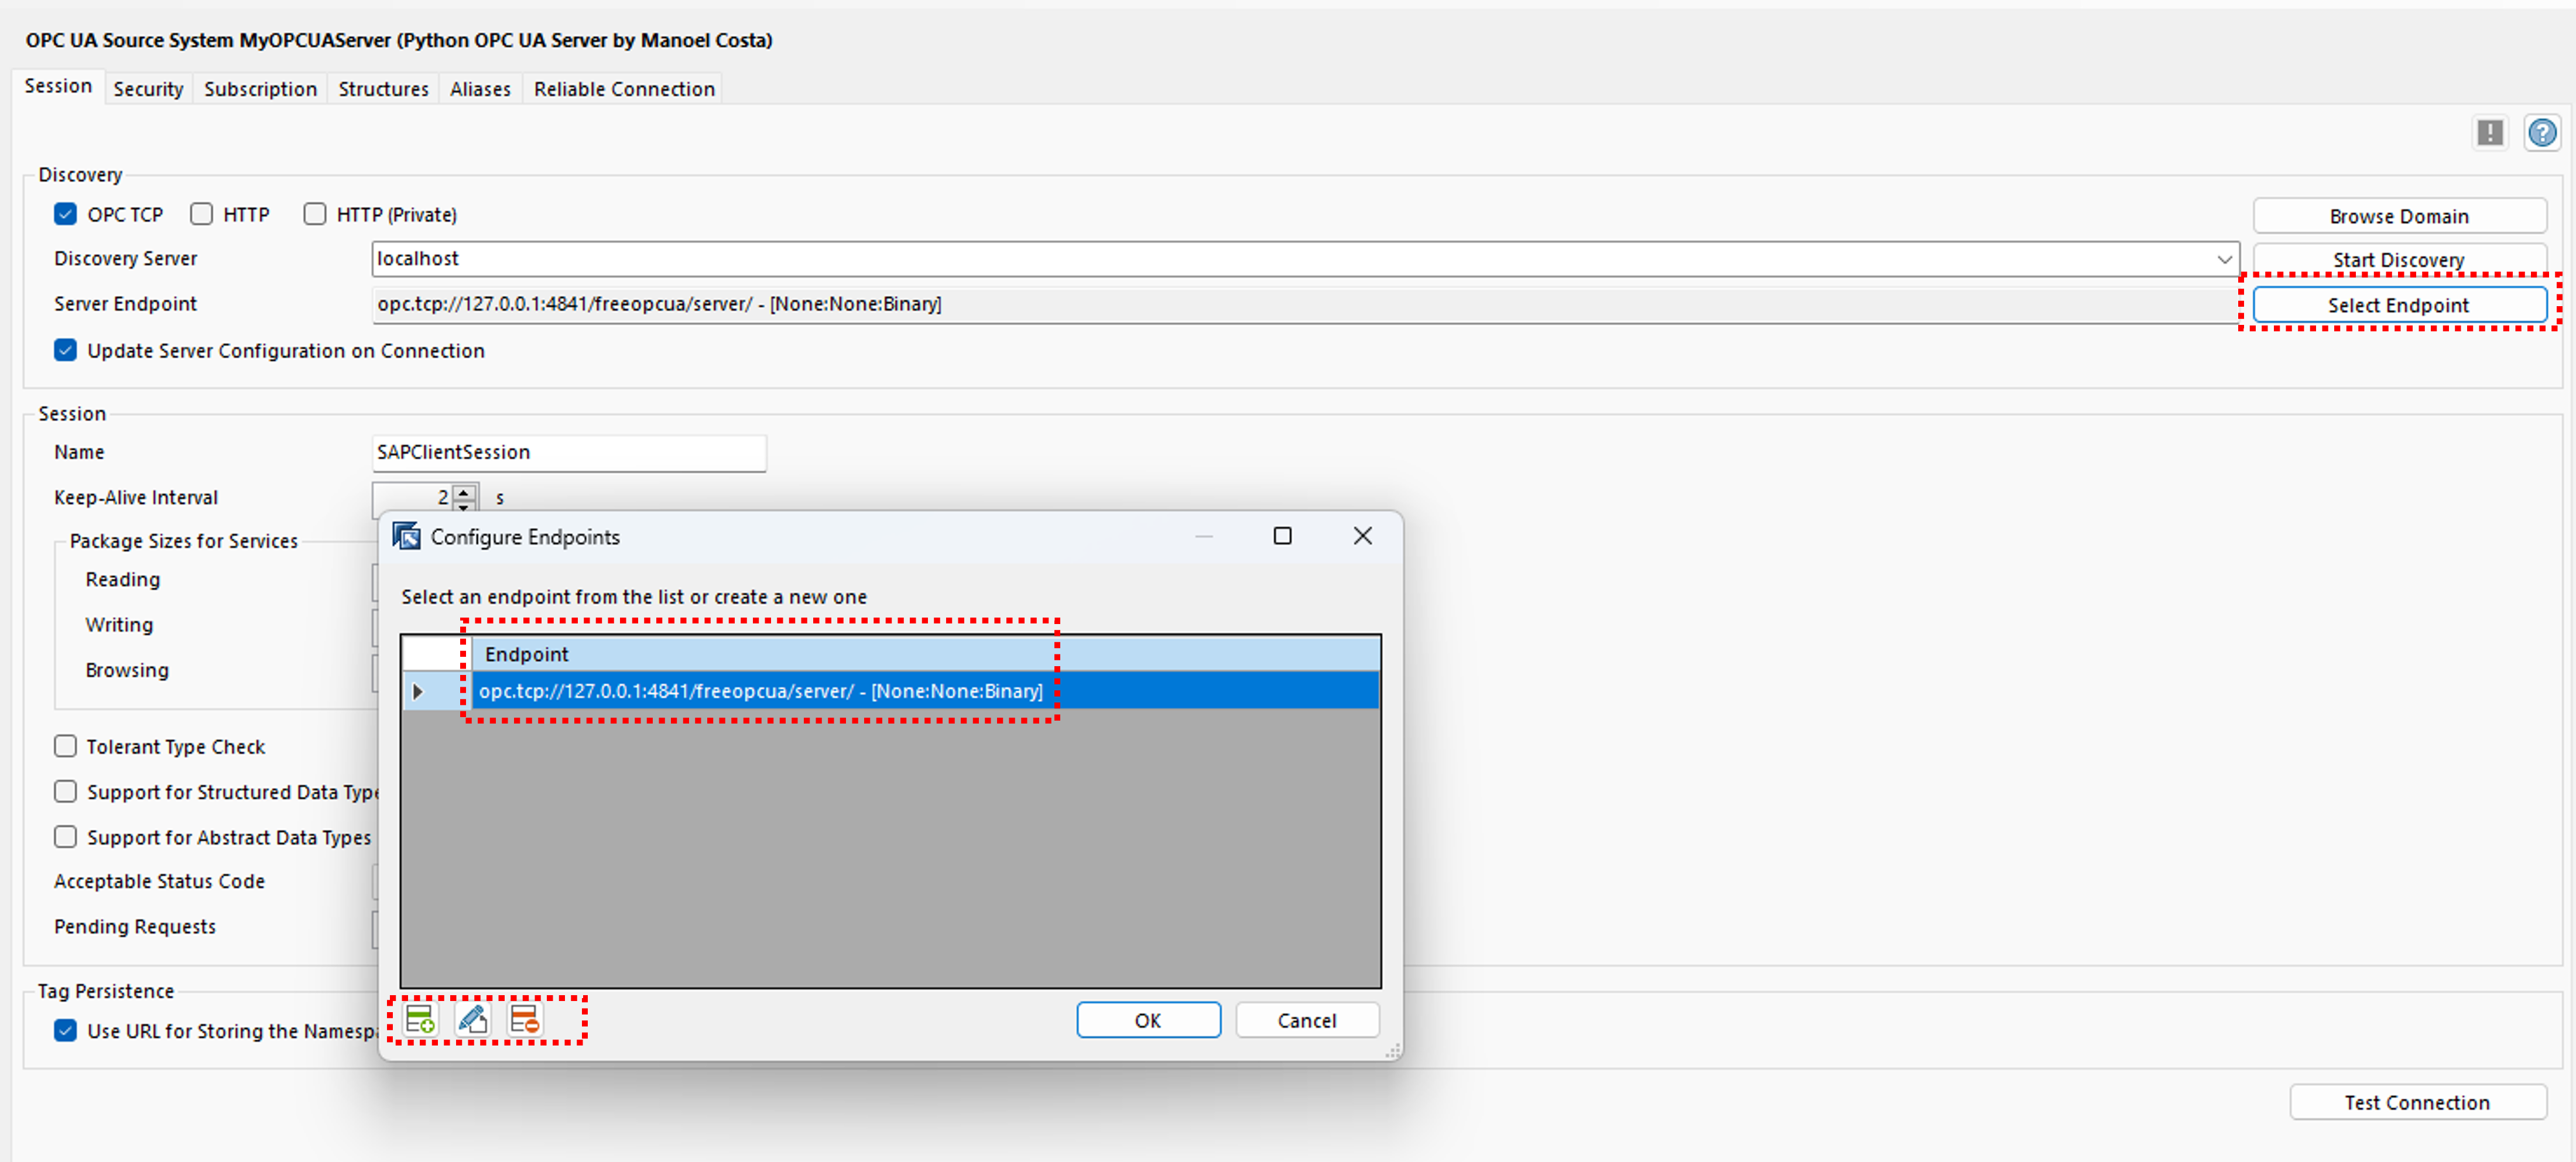 OPC UA Source System MyOPCUAServer (Python OPC UA Server by Manoel Costa)
Session Security Subscription Structures Aliases Reliable Connection
Discovery
OPC TCP HTTP HTTP (Private) Browse Domain
Discovery Server localhost Start Discovery
Server Endpoint opc.tcp://127.0.0.1:4841/freeopcua/server/ - [None:None:Binary] Select Endpoint
Update Server Configuration on Connection
Session
Name SAPClientSession
Keep-Alive Interval 2 s
Package Sizes for Services
Reading
Writing
Browsing
Tolerant Type Check
Support for Structured Data Type
Support for Abstract Data Types
Acceptable Status Code
Pending Requests
Tag Persistence
Use URL for Storing the Namespa
Configure Endpoints
Select an endpoint from the list or create a new one
Endpoint
opc.tcp://127.0.0.1:4841/freeopcua/server/ - [None:None:Binary]
OK Cancel
Test Connection